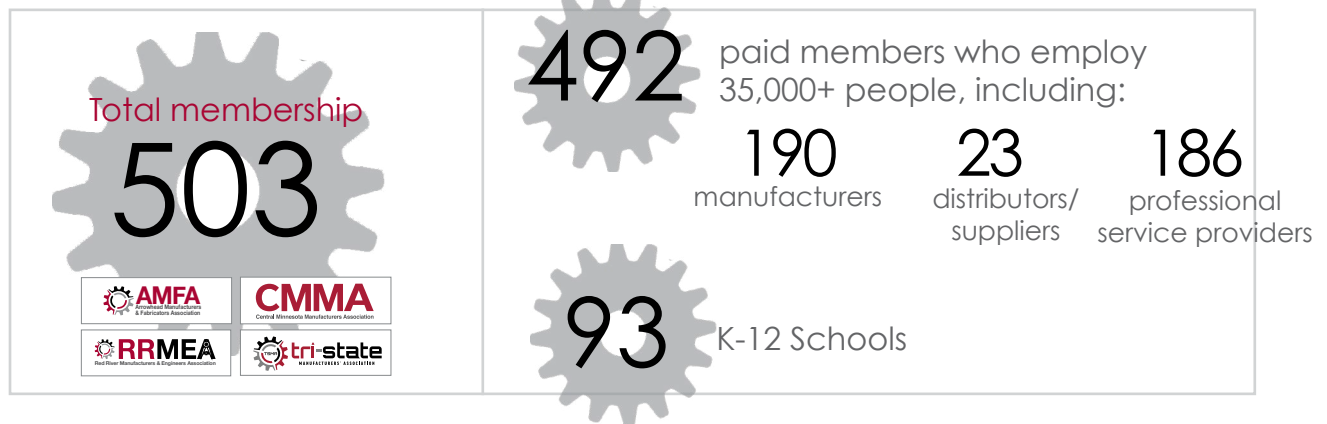 Total membership
503
AMFA
Arrowhead Manufacturers
& Fabricators Association
CMMA
Central Minnesota Manufacturers Association
RRMEA
Red River Manufacturers & Engineers Association
TSMA
tri-state
MANUFACTURERS' ASSOCIATION
492
paid members who employ
35,000+ people, including:
190
manufacturers
23
distributors/
suppliers
186
professional
service providers
93
K-12 Schools